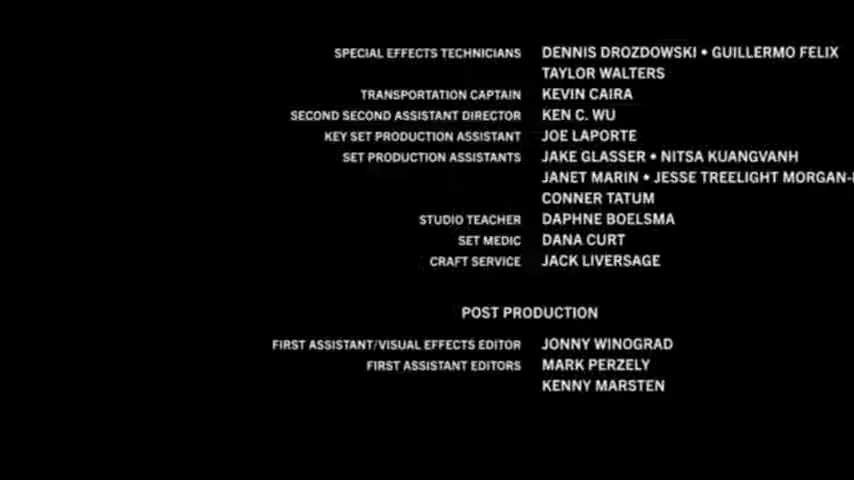 SPECIAL EFFECTS TECHNICIANS DENNIS DROZDOWSKI • GUILLERMO FELIX
TAYLOR WALTERS
TRANSPORTATION CAPTAIN KEVIN CAIRA
SECOND SECOND ASSISTANT DIRECTOR KEN C. WU
KEY SET PRODUCTION ASSISTANT JOE LAPORTE
SET PRODUCTION ASSISTANTS JAKE GLASSER • NITSA KUANGVANH
JANET MARIN • JESSE TREELIGHT MORGAN-
CONNER TATUM
STUDIO TEACHER DAPHNE BOELSMA
SET MEDIC DANA CURT
CRAFT SERVICE JACK LIVERSAGE
POST PRODUCTION
FIRST ASSISTANT/VISUAL EFFECTS EDITOR JONNY WINOGRAD
FIRST ASSISTANT EDITORS MARK PERZELY
KENNY MARSTEN